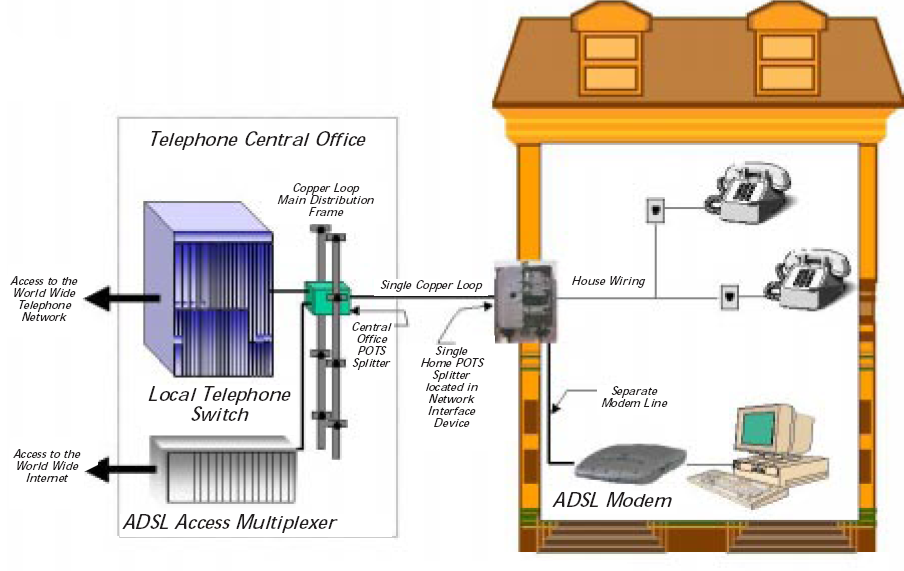 Telephone Central Office
Copper Loop
Main Distribution
Frame
Access to the
World Wide
Telephone
Network
Single Copper Loop
House Wiring
Central
Office
POTS
Splitter
Single
Home POTS
Splitter
located in
Network
Interface
Device
Local Telephone
Switch
Separate
Modem Line
Access to the
World Wide
Internet
ADSL Modem
ADSL Access Multiplexer